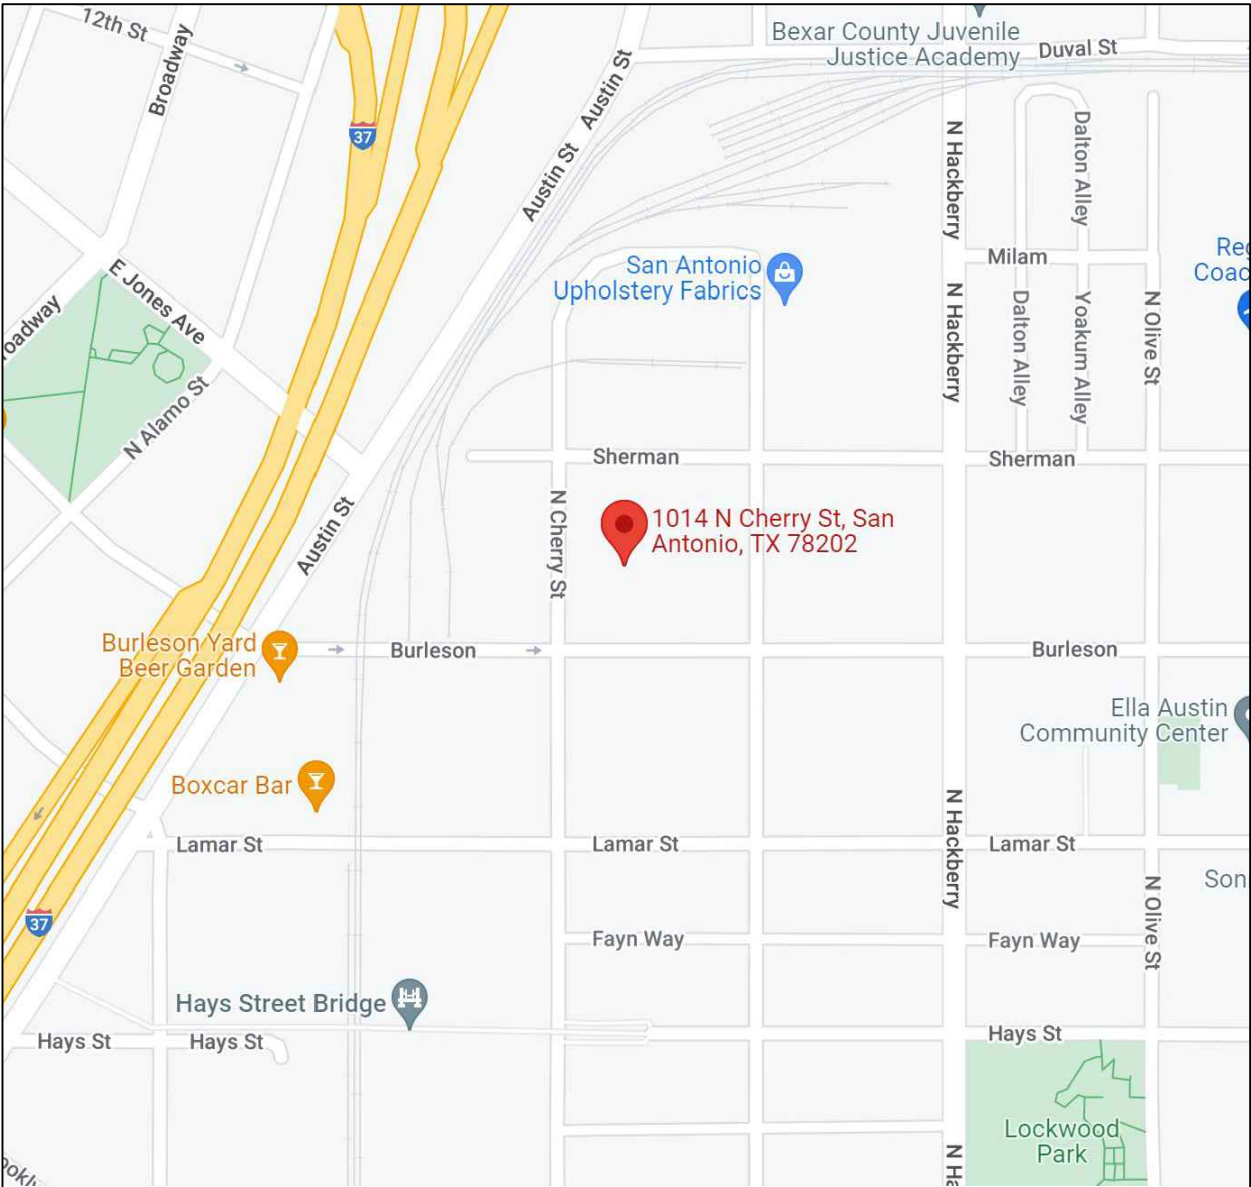 12th St
Broadway
37
Austin St
Austin St
Bexar County Juvenile
Justice Academy
Duval St
N Hackberry
Dalton Alley
E Jones Ave
San Antonio
Upholstery Fabrics
N Hackberry
Milam
Dalton Alley
Yoakum Alley
N Olive St
N Alamo St
Sherman
Sherman
Austin St
N Cherry St
1014 N Cherry St, San
Antonio, TX 78202
Burleson Yard
Beer Garden
Burleson
Burleson
Ella Austin
Community Center
Boxcar Bar
Lamar St
Lamar St
N Hackberry
Lamar St
37
Fayn Way
Fayn Way
N Olive St
Son
Hays Street Bridge
Hays St
Hays St
Hays St
Lockwood
Park